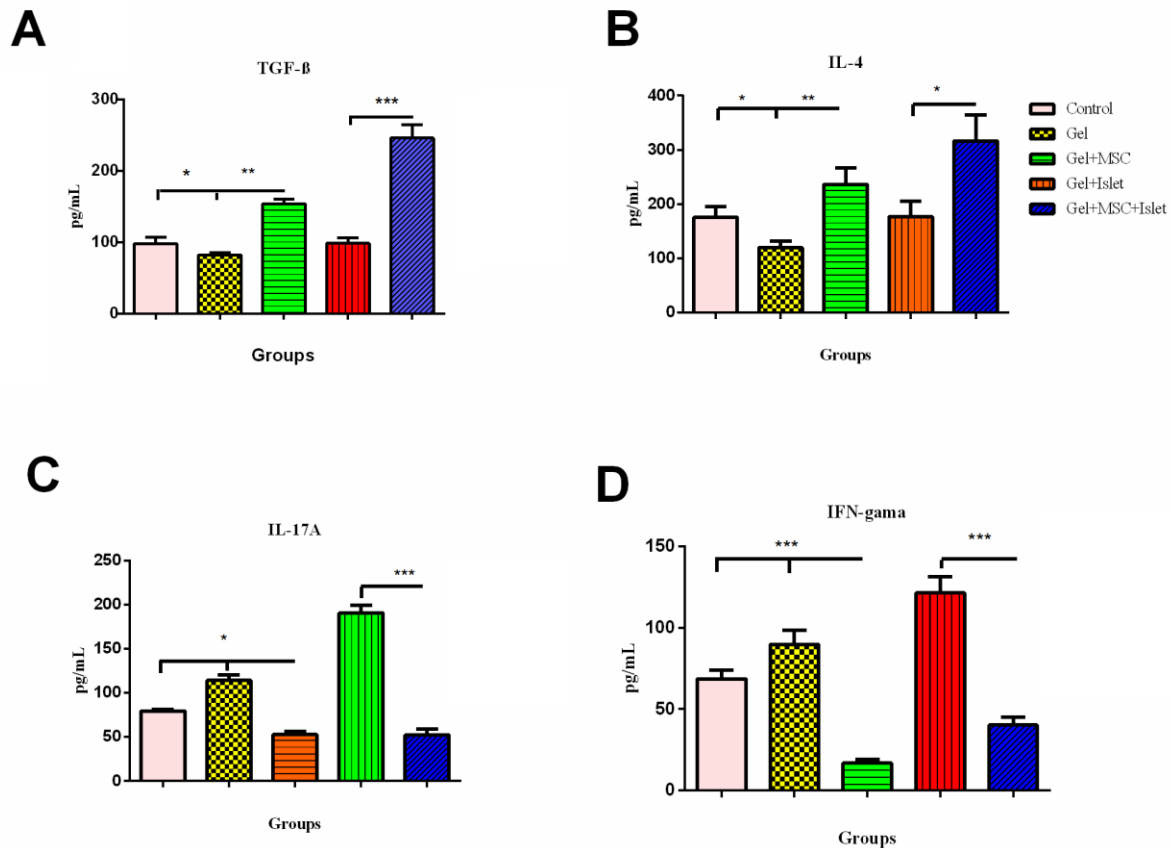 A
TGF-ß
300
200
100
0
pg/mL
*
**
***
Groups
B
IL-4
400
300
200
100
0
pg/mL
*
**
*
Groups
Control
Gel
Gel+MSC
Gel+Islet
Gel+MSC+Islet
C
IL-17A
250
200
150
100
50
0
pg/mL
*
***
Groups
D
IFN-gama
150
100
50
0
pg/mL
***
***
Groups